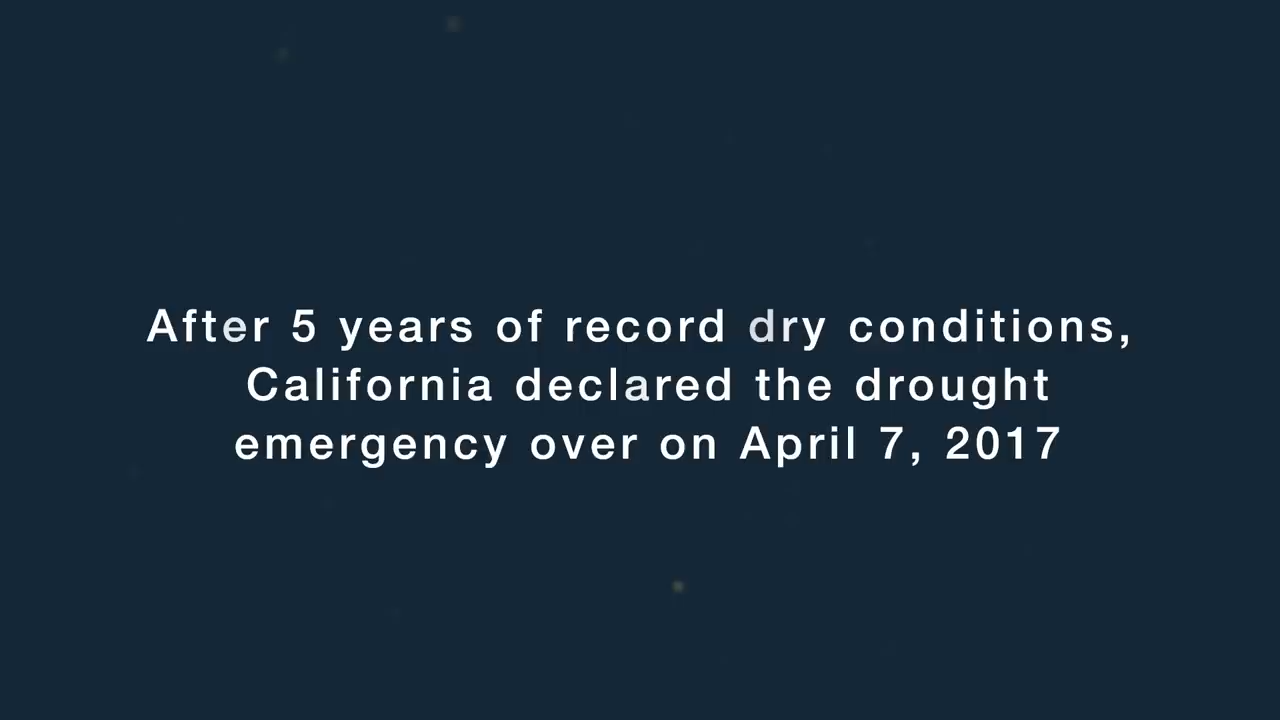 After 5 years of record dry conditions,
California declared the drought
emergency over on April 7, 2017